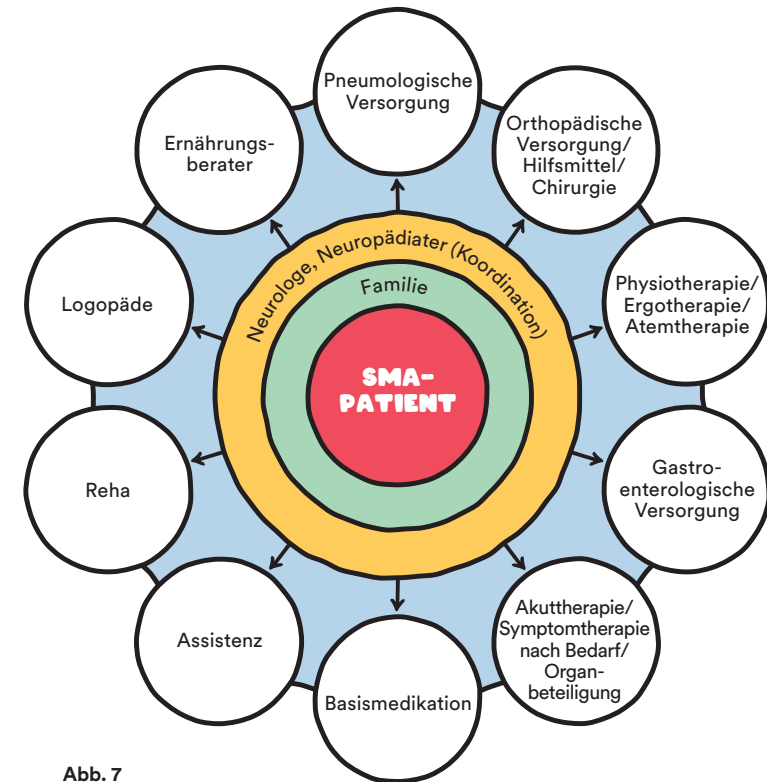 Pneumologische
Versorgung
Orthopädische
Versorgung/
Hilfsmittel/
Chirurgie
Physiotherapie/
Ergotherapie/
Atemtherapie
Gastro-
enterologische
Versorgung
Akuttherapie/
Symptomtherapie
nach Bedarf/
Organ-
beteiligung
Basismedikation
Assistenz
Reha
Logopäde
Ernährungs-
berater
Neurologe, Neuropädiater (Koordination)
Familie
SMA-
PATIENT
Abb. 7